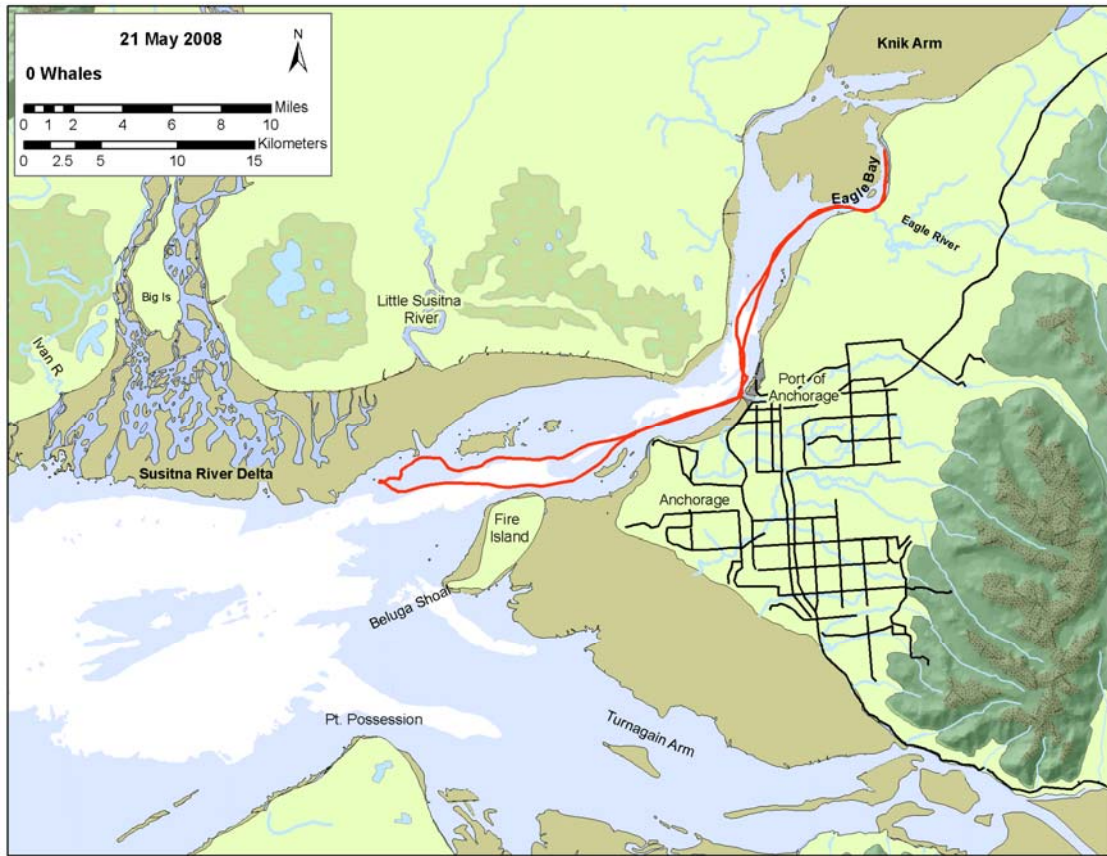 21 May 2008
N
0 Whales
Miles
0 1 2 4 6 8 10
Kilometers
0 2.5 5 10 15
Knik Arm
Eagle Bay
Eagle River
Big Is
Little Susitna
River
Ivan R
Port of
Anchorage
Susitna River Delta
Anchorage
Fire
Island
Beluga Shoal
Pt. Possession
Turnagain Arm